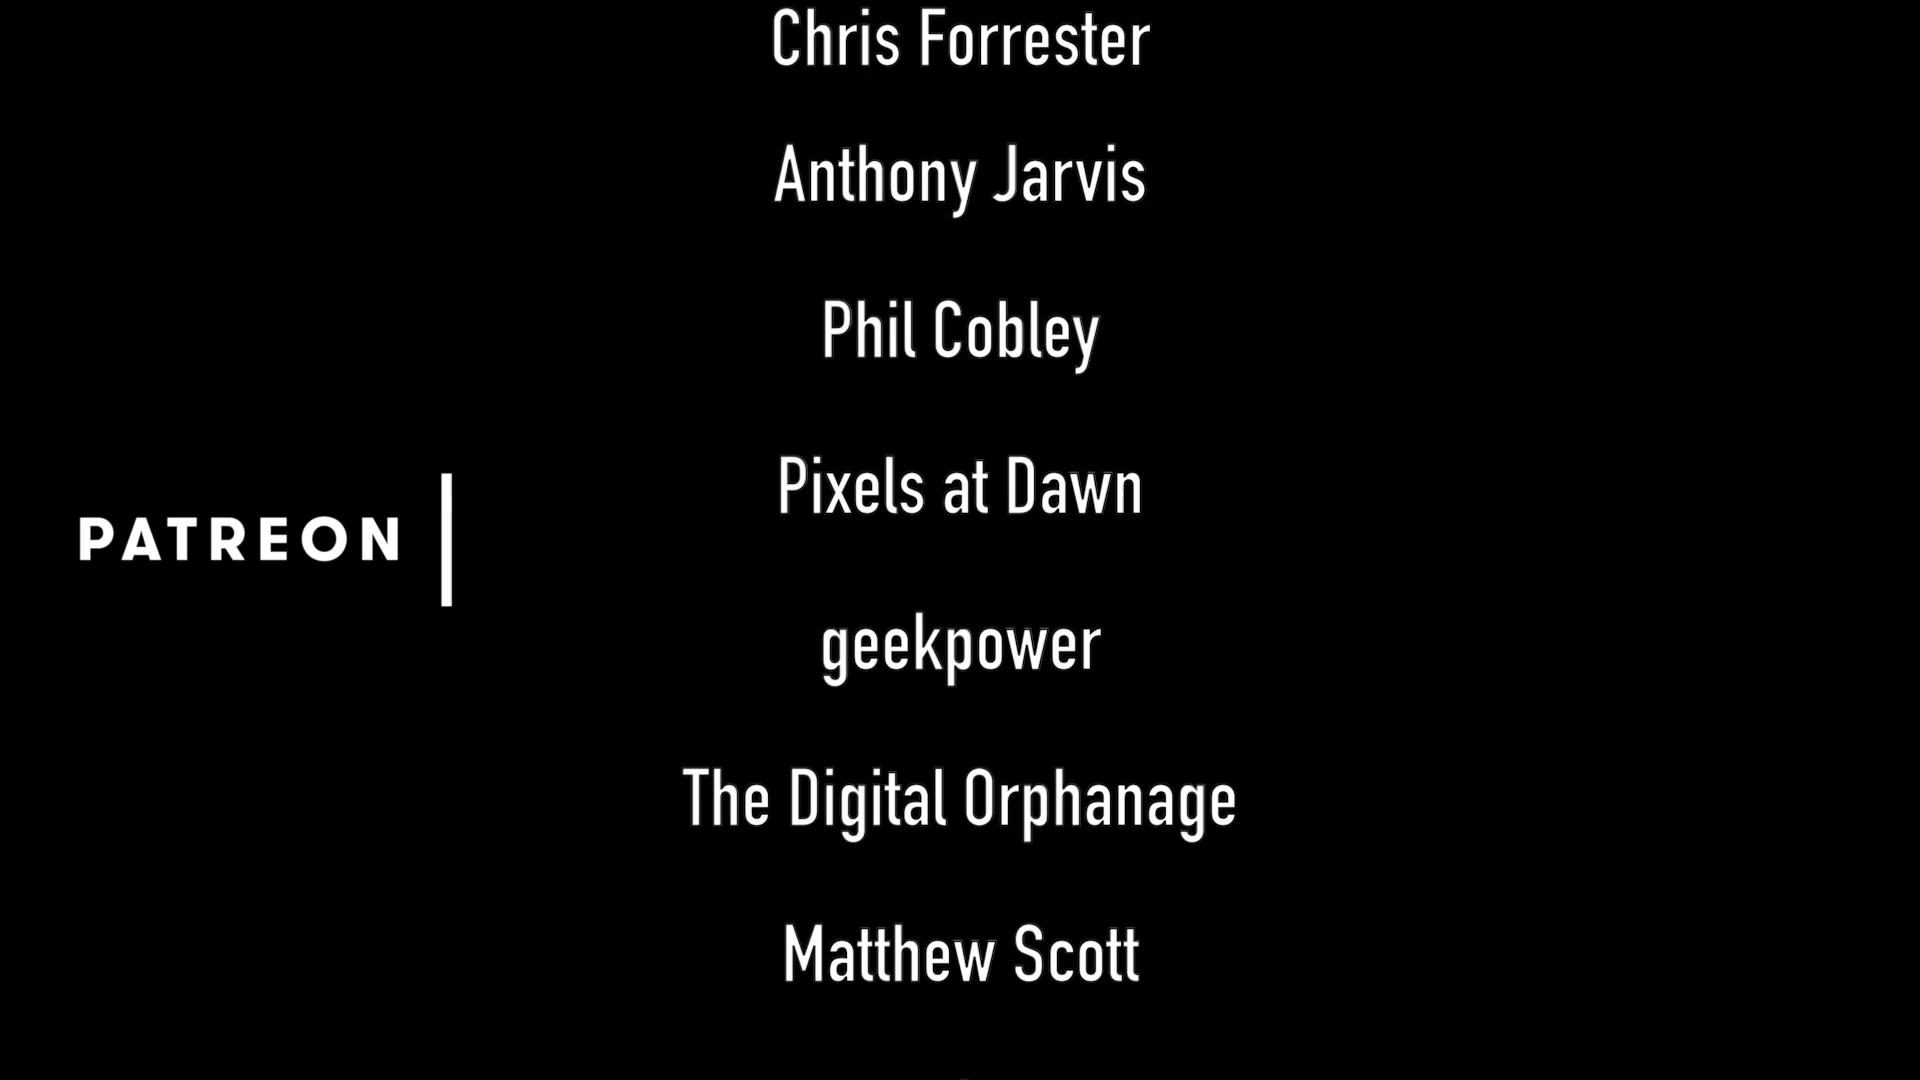 Chris Forrester
Anthony Jarvis
Phil Cobley
Pixels at Dawn
PATREON
geekpower
The Digital Orphanage
Matthew Scott